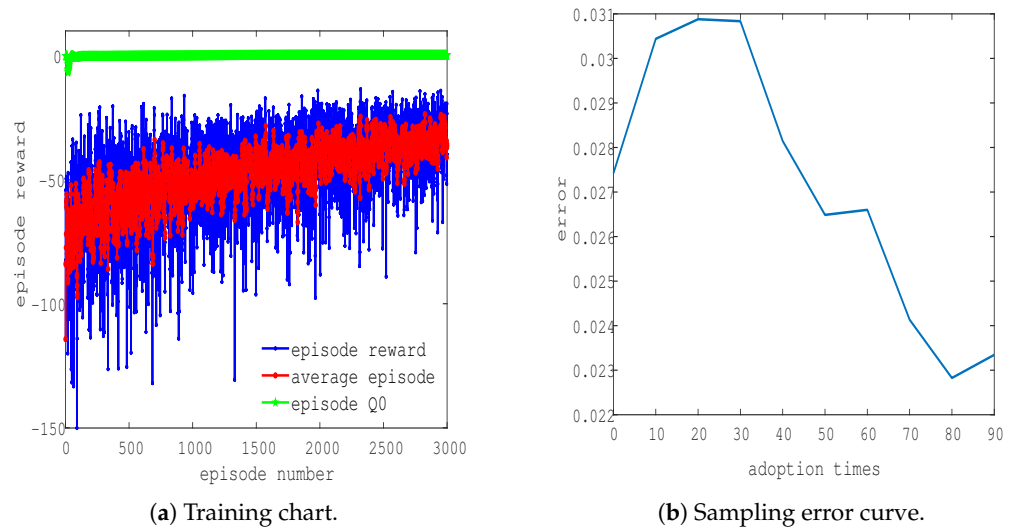 0
-50
-100
-150
episode reward
episode reward
average episode
episode Q0
0 500 1000 1500 2000 2500 3000
episode number
(a) Training chart.
0.031
0.03
0.029
0.028
0.027
0.026
0.025
0.024
0.023
0.022
error
0 10 20 30 40 50 60 70 80 90
adoption times
(b) Sampling error curve.